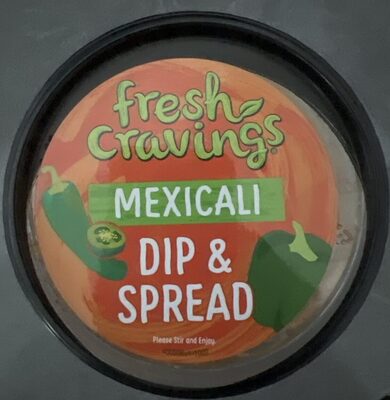 fresh
cravings
MEXICALI
DIP &
SPREAD
Please Stir and Enjoy